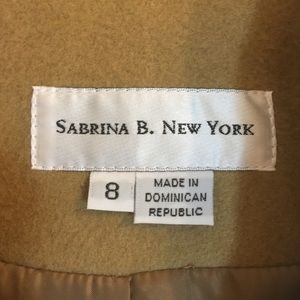 SABRINA B. NEW YORK
8
MADE IN
DOMINICAN
REPUBLIC